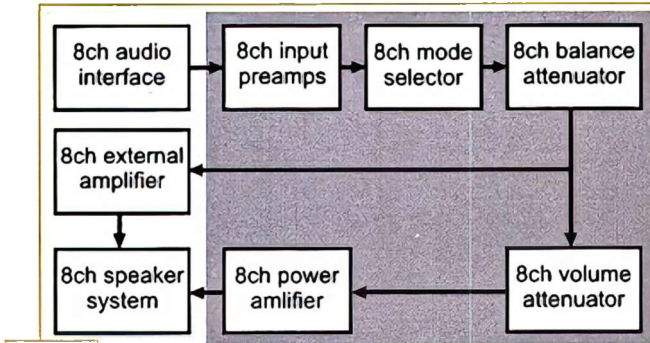 8ch audio
interface
8ch input
preamps
8ch mode
selector
8ch balance
attenuator
8ch external
amplifier
8ch speaker
system
8ch power
amlifier
8ch volume
attenuator